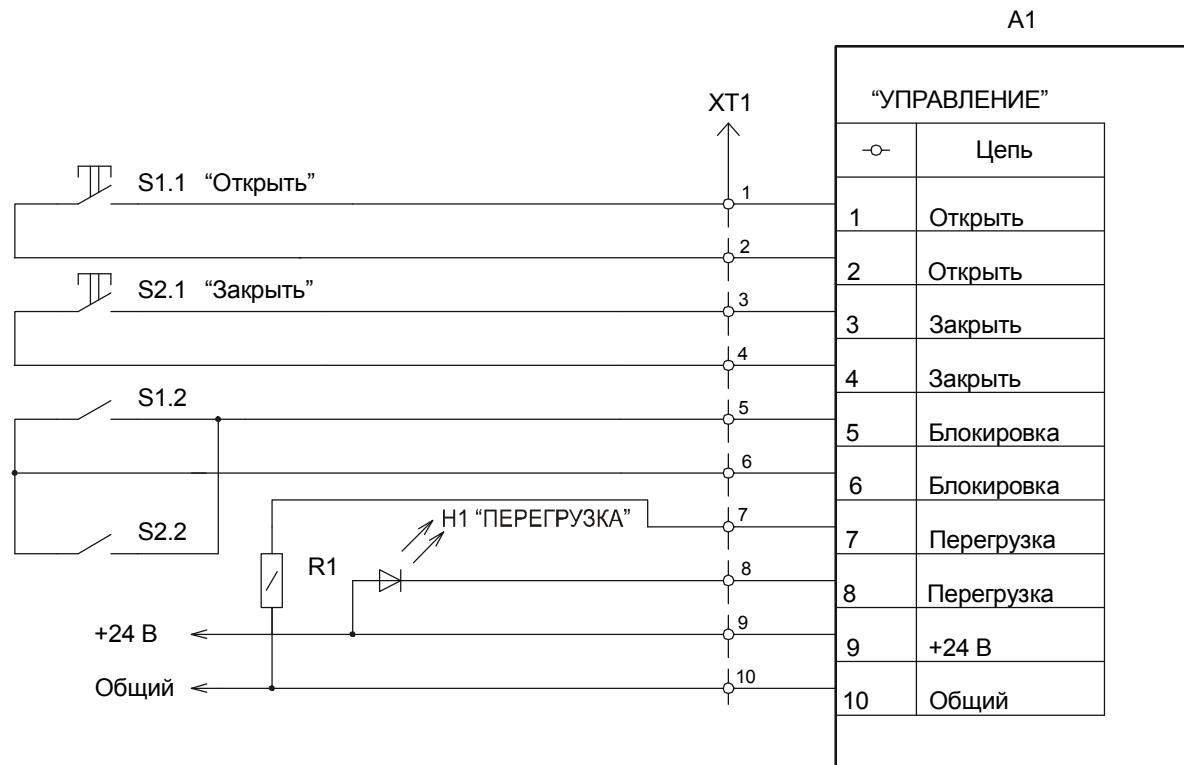 A1
XT1
“УПРАВЛЕНИЕ”
Цепь
S1.1 “Открыть”
1
1 Открыть
2
2 Открыть
S2.1 “Закрыть”
3
3 Закрыть
4
4 Закрыть
S1.2
5
5 Блокировка
6
6 Блокировка
H1 “ПЕРЕГРУЗКА”
7
S2.2
7 Перегрузка
R1
8
8 Перегрузка
+24 В
9
9 +24 В
Общий
10
10 Общий